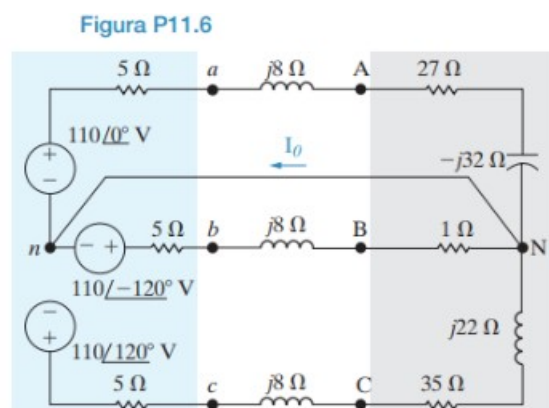 Figura P11.6
5 Ω a j8 Ω A 27 Ω
110/0° V
+
−
I₀
−j32 Ω
5 Ω b j8 Ω B 1 Ω
n − + N
110/−120° V
−
+
j22 Ω
110/120° V
5 Ω c j8 Ω C 35 Ω